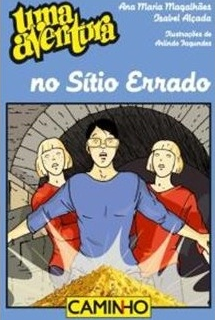 uma
aventura
Ana Maria Magalhães
Isabel Alçada
Ilustrações de
Arlindo Fagundes
no Sítio Errado
CAMINHO